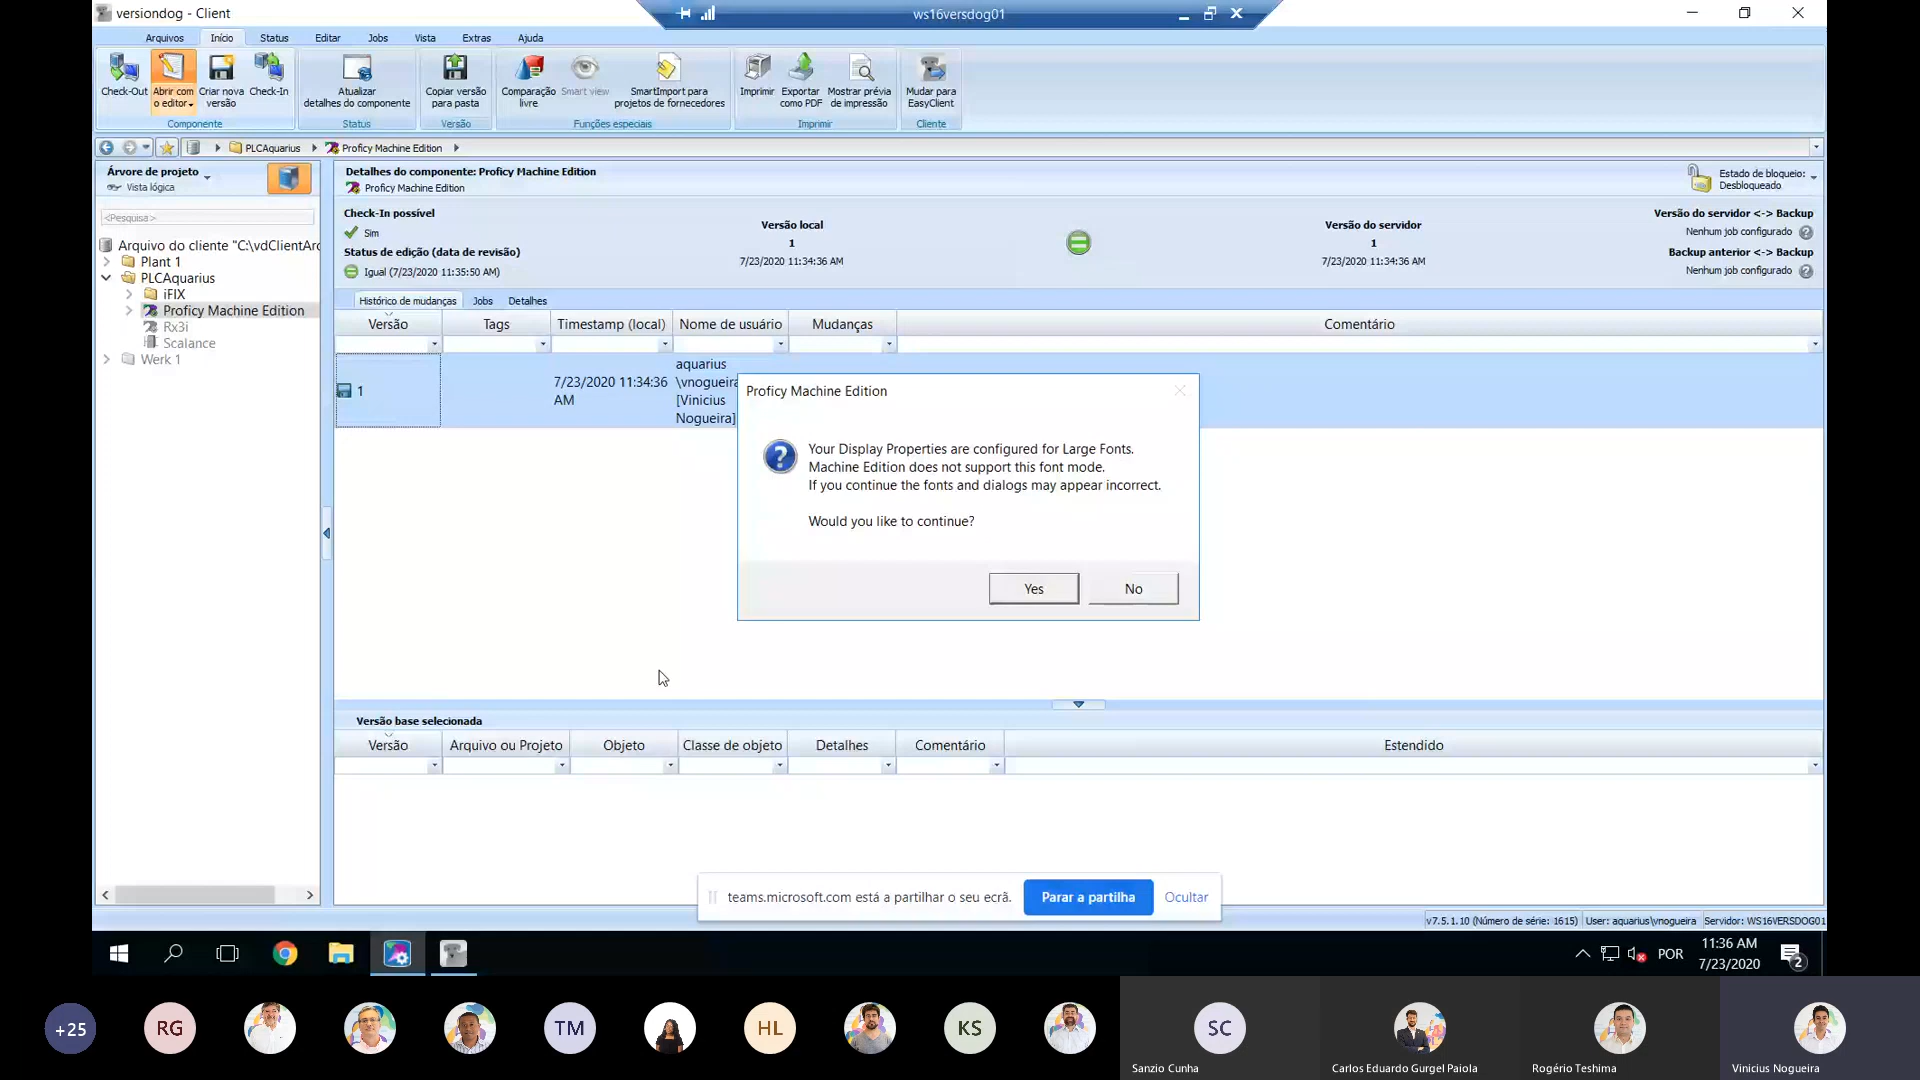 versiondog - Client
ws16versdog01
Arquivos Início Status Editar Jobs Vista Extras Ajuda
Check-Out
Abrir com o editor
Criar nova versão
Check-In
Atualizar detalhes do componente
Copiar versão para pasta
Comparação livre
Smart view
SmartImport para projetos de fornecedores
Imprimir
Exportar como PDF
Mostrar prévia de impressão
Mudar para EasyClient
Componente Status Versão Funções especiais Imprimir Cliente
PLCAquarius Proficy Machine Edition
Árvore de projeto
Vista lógica
<Pesquisa>
Arquivo do cliente "C:\vdClientArc
Plant 1
PLCAquarius
iFIX
Proficy Machine Edition
Rx3i
Scalance
Werk 1
Detalhes do componente: Proficy Machine Edition
Proficy Machine Edition
Estado de bloqueio:
Desbloqueado
Check-In possível
Sim
Status de edição (data de revisão)
Igual (7/23/2020 11:35:50 AM)
Versão local
1
7/23/2020 11:34:36 AM
Versão do servidor
1
7/23/2020 11:34:36 AM
Versão do servidor <-> Backup
Nenhum job configurado
Backup anterior <-> Backup
Nenhum job configurado
Histórico de mudanças Jobs Detalhes
Versão Tags Timestamp (local) Nome de usuário Mudanças Comentário
1
7/23/2020 11:34:36
AM
aquarius
\vnogueira
[Vinicius
Nogueira]
Proficy Machine Edition
Your Display Properties are configured for Large Fonts.
Machine Edition does not support this font mode.
If you continue the fonts and dialogs may appear incorrect.
Would you like to continue?
Yes No
Versão base selecionada
Versão Arquivo ou Projeto Objeto Classe de objeto Detalhes Comentário Estendido
teams.microsoft.com está a partilhar o seu ecrã. Parar a partilha Ocultar
v7.5.1.10 (Número de série: 1615) User: aquarius\vnogueira Servidor: WS16VERSDOG01
POR
11:36 AM
7/23/2020
2
+25 RG TM HL KS SC
Sanzio Cunha Carlos Eduardo Gurgel Paiola Rogério Teshima Vinicius Nogueira